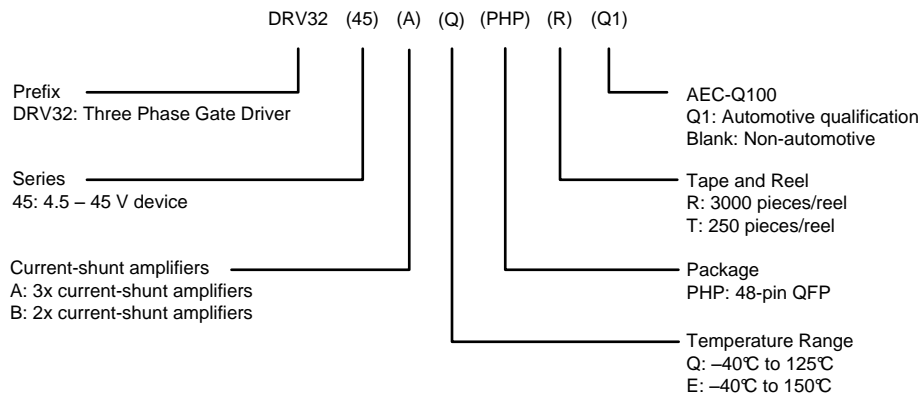 DRV32 (45) (A) (Q) (PHP) (R) (Q1)
Prefix
DRV32: Three Phase Gate Driver
AEC-Q100
Q1: Automotive qualification
Blank: Non-automotive
Series
45: 4.5 – 45 V device
Tape and Reel
R: 3000 pieces/reel
T: 250 pieces/reel
Current-shunt amplifiers
A: 3x current-shunt amplifiers
B: 2x current-shunt amplifiers
Package
PHP: 48-pin QFP
Temperature Range
Q: –40℃ to 125℃
E: –40℃ to 150℃